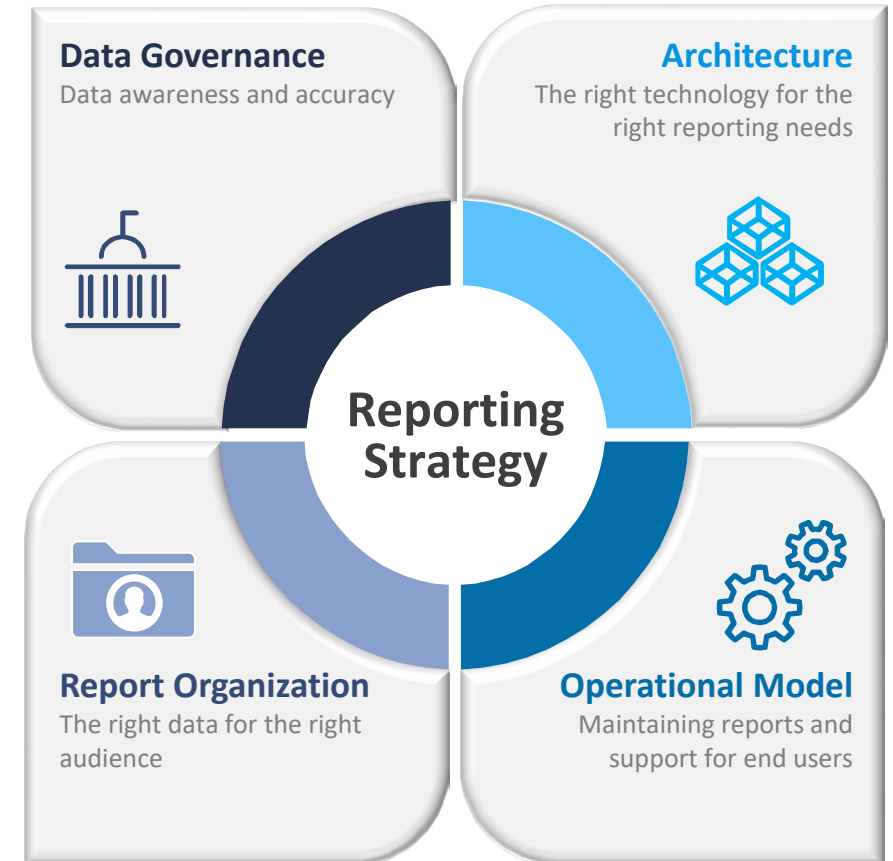 Data Governance
Data awareness and accuracy
Architecture
The right technology for the
right reporting needs
Reporting
Strategy
Report Organization
The right data for the right
audience
Operational Model
Maintaining reports and
support for end users